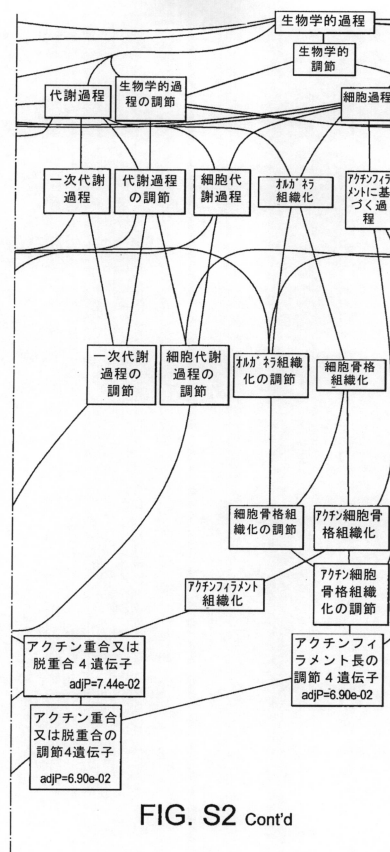 生物学的過程
生物学的
調節
代謝過程
生物学的過
程の調節
細胞過程
一次代謝
過程
代謝過程
の調節
細胞代
謝過程
オルガネラ
組織化
アクチンフィラ
メントに基
づく過
程
一次代謝
過程の
調節
細胞代謝
過程の
調節
オルガネラ組織
化の調節
細胞骨格
組織化
細胞骨格組
織化の調節
アクチン細胞骨
格組織化
アクチン細胞
骨格組織
化の調節
アクチンフィラメント
組織化
アクチン重合又は
脱重合４遺伝子
adjP=7.44e-02
アクチンフィ
ラメント長の
調節４遺伝子
adjP=6.90e-02
アクチン重合
又は脱重合の
調節4遺伝子
adjP=6.90e-02
FIG. S2 Cont'd